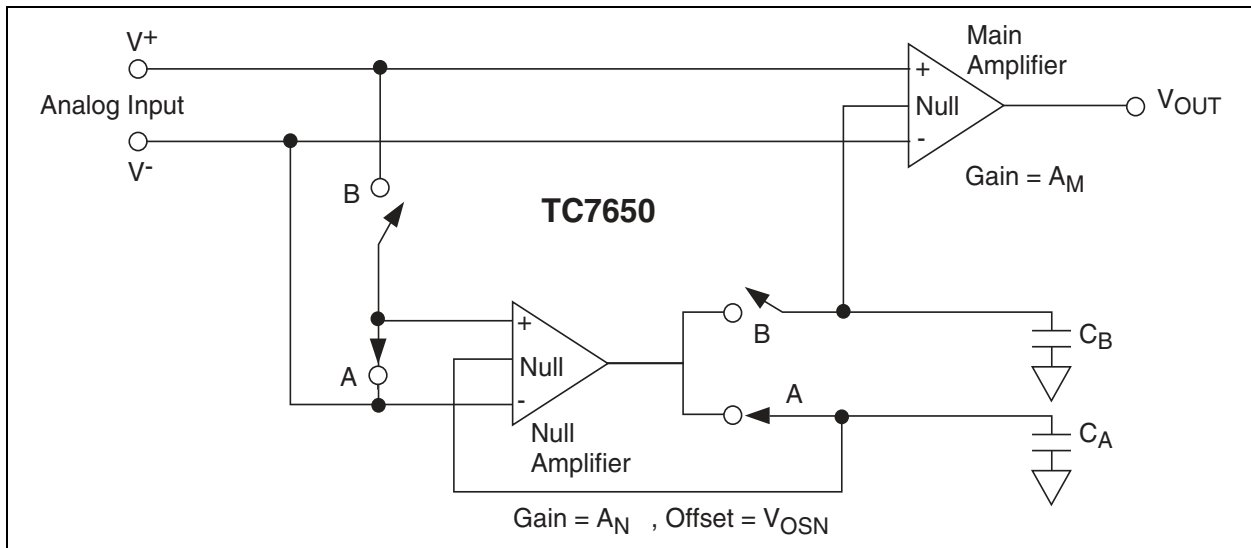 V+
Analog Input
V-
Main
Amplifier
+
Null
-
VOUT
Gain = AM
B
TC7650
A
+
Null
-
Null
Amplifier
B
A
CB
CA
Gain = AN , Offset = VOSN